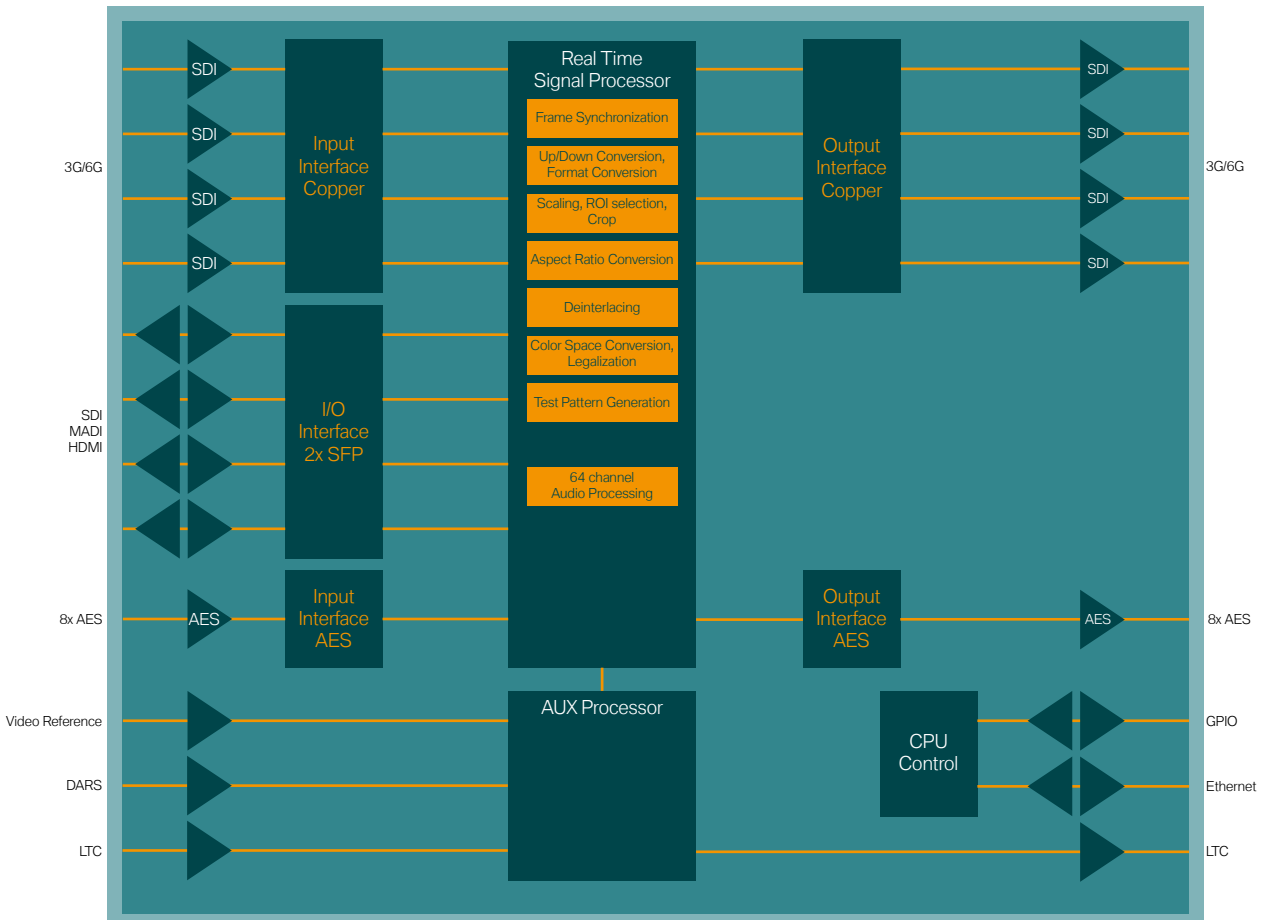 3G/6G
SDI
SDI
SDI
SDI
Input
Interface
Copper
Real Time
Signal Processor
Frame Synchronization
Up/Down Conversion,
Format Conversion
Scaling, ROI selection,
Crop
Aspect Ratio Conversion
Deinterlacing
Color Space Conversion,
Legalization
Test Pattern Generation
64 channel
Audio Processing
Output
Interface
Copper
SDI
SDI
SDI
SDI
3G/6G
SDI
MADI
HDMI
I/O
Interface
2x SFP
8x AES
AES
Input
Interface
AES
Output
Interface
AES
AES
8x AES
Video Reference
DARS
LTC
AUX Processor
CPU
Control
GPIO
Ethernet
LTC